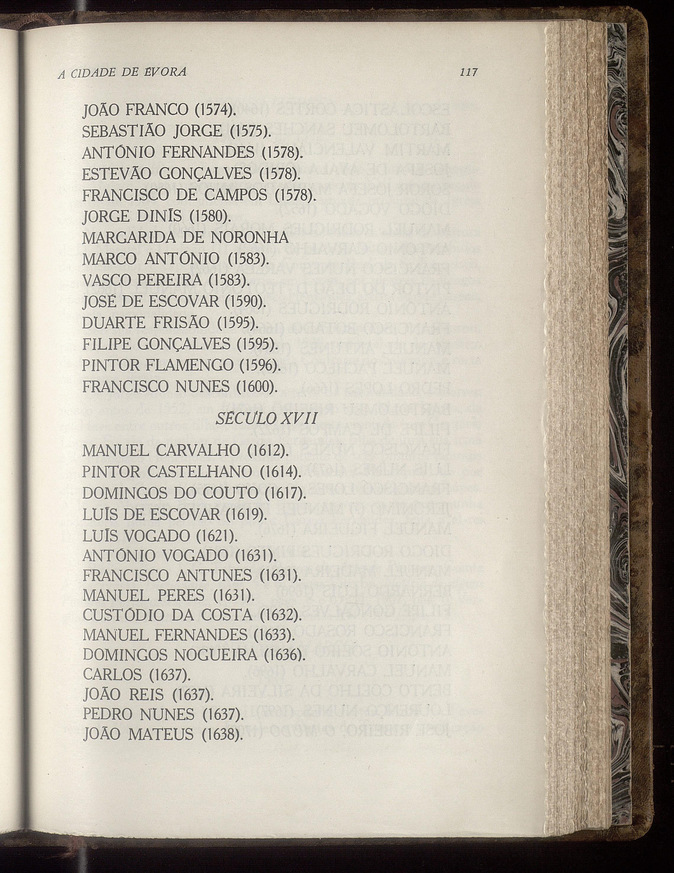 A CIDADE DE ÉVORA 117
JOÃO FRANCO (1574).
SEBASTIÃO JORGE (1575).
ANTÓNIO FERNANDES (1578).
ESTEVÃO GONÇALVES (1578).
FRANCISCO DE CAMPOS (1578).
JORGE DINÍS (1580).
MARGARIDA DE NORONHA
MARCO ANTÓNIO (1583).
VASCO PEREIRA (1583).
JOSÉ DE ESCOVAR (1590).
DUARTE FRISÃO (1595).
FILIPE GONÇALVES (1595).
PINTOR FLAMENGO (1596).
FRANCISCO NUNES (1600).
SÉCULO XVII
MANUEL CARVALHO (1612).
PINTOR CASTELHANO (1614).
DOMINGOS DO COUTO (1617).
LUÍS DE ESCOVAR (1619).
LUÍS VOGADO (1621).
ANTÓNIO VOGADO (1631).
FRANCISCO ANTUNES (1631).
MANUEL PERES (1631).
CUSTÓDIO DA COSTA (1632).
MANUEL FERNANDES (1633).
DOMINGOS NOGUEIRA (1636).
CARLOS (1637).
JOÃO REIS (1637).
PEDRO NUNES (1637).
JOÃO MATEUS (1638).